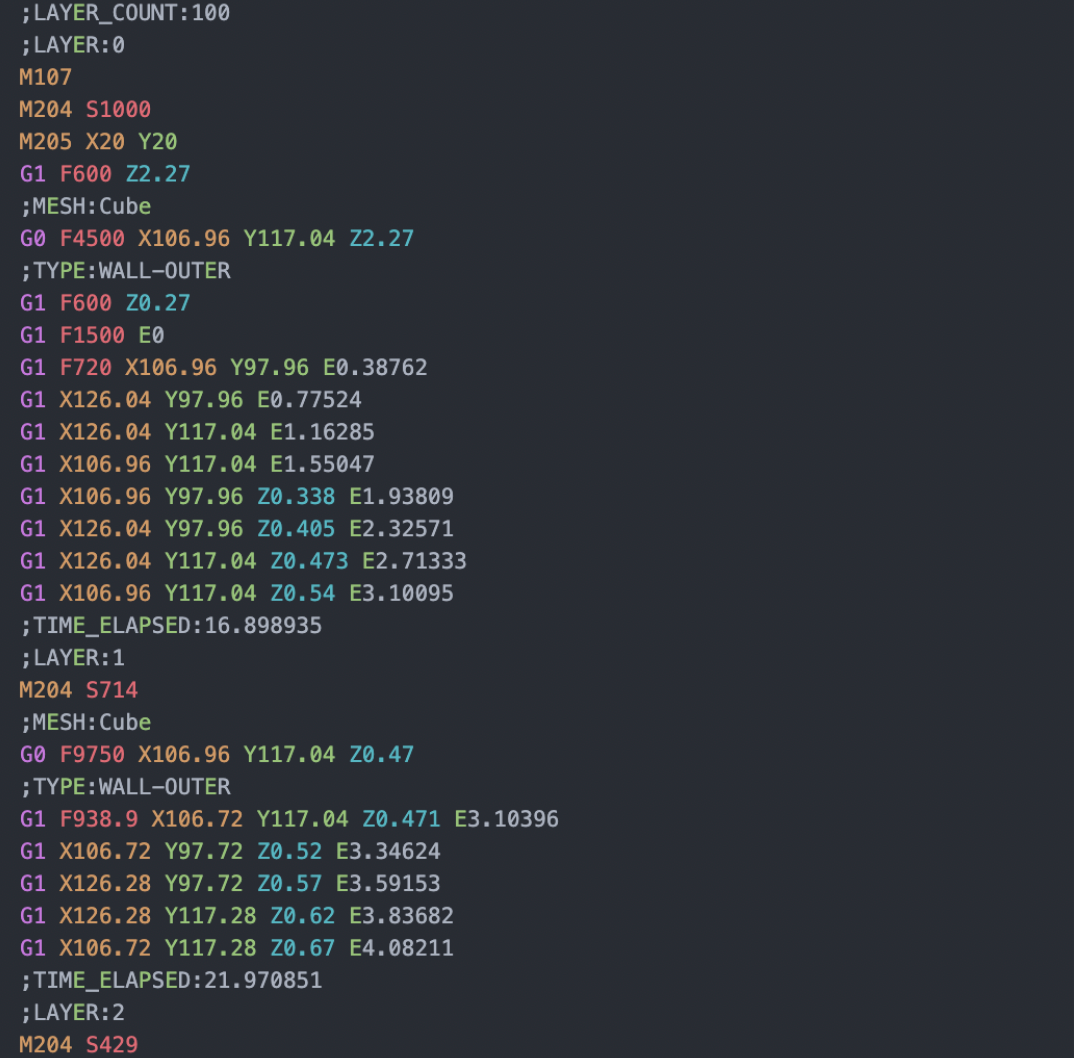 ;LAYER_COUNT:100
;LAYER:0
M107
M204 S1000
M205 X20 Y20
G1 F600 Z2.27
;MESH:Cube
G0 F4500 X106.96 Y117.04 Z2.27
;TYPE:WALL-OUTER
G1 F600 Z0.27
G1 F1500 E0
G1 F720 X106.96 Y97.96 E0.38762
G1 X126.04 Y97.96 E0.77524
G1 X126.04 Y117.04 E1.16285
G1 X106.96 Y117.04 E1.55047
G1 X106.96 Y97.96 Z0.338 E1.93809
G1 X126.04 Y97.96 Z0.405 E2.32571
G1 X126.04 Y117.04 Z0.473 E2.71333
G1 X106.96 Y117.04 Z0.54 E3.10095
;TIME_ELAPSED:16.898935
;LAYER:1
M204 S714
;MESH:Cube
G0 F9750 X106.96 Y117.04 Z0.47
;TYPE:WALL-OUTER
G1 F938.9 X106.72 Y117.04 Z0.471 E3.10396
G1 X106.72 Y97.72 Z0.52 E3.34624
G1 X126.28 Y97.72 Z0.57 E3.59153
G1 X126.28 Y117.28 Z0.62 E3.83682
G1 X106.72 Y117.28 Z0.67 E4.08211
;TIME_ELAPSED:21.970851
;LAYER:2
M204 S429